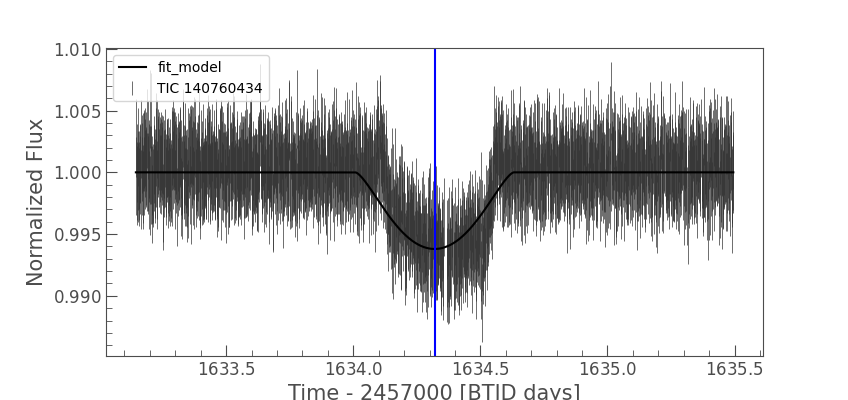 1.010
fit_model
TIC 140760434
1.005
1.000
0.995
0.990
Normalized Flux
1633.5 1634.0 1634.5 1635.0 1635.5
Time - 2457000 [BTJD days]